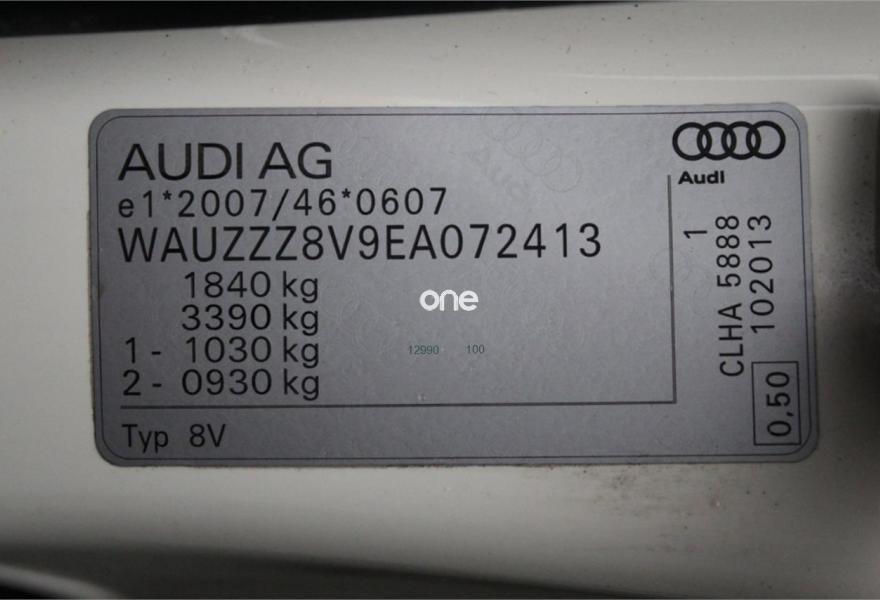 AUDI AG
e1*2007/46*0607
WAUZZZ8V9EA072413
1840 kg
3390 kg
1 - 1030 kg
2 - 0930 kg
Typ 8V
Audi
1
CLHA 5888
102013
0,50
one
12990 100